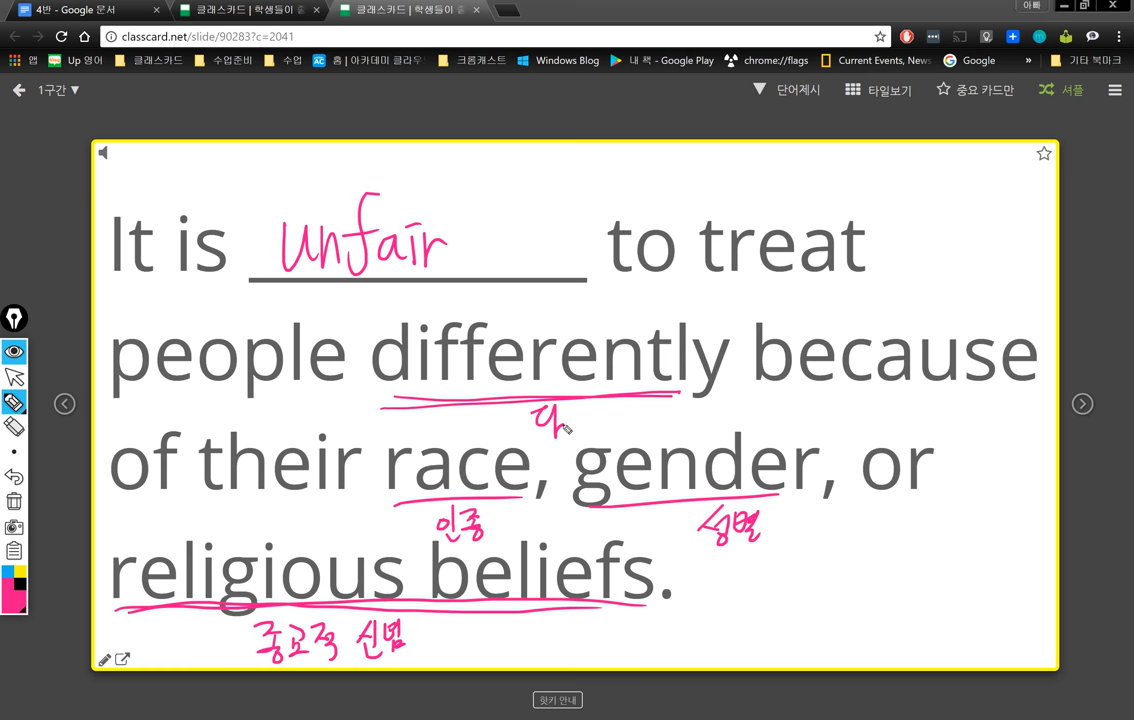 4반 - Google 문서
클래스카드 | 학생들이 클
클래스카드 | 학생들이 클
아빠
classcard.net/slide/90283?c=2041
앱 Up 영어 클래스카드 수업준비 수업 홈 | 아카데미 클라우 크롬캐스트 Windows Blog 내 책 - Google Play chrome://flags Current Events, News Google » 기타 북마크
1구간 ▼ 단어제시 타일보기 중요 카드만 셔플
It is unfair to treat
people differently because
다
of their race, gender, or
인종 성별
religious beliefs.
종교적 신념
핫키 안내